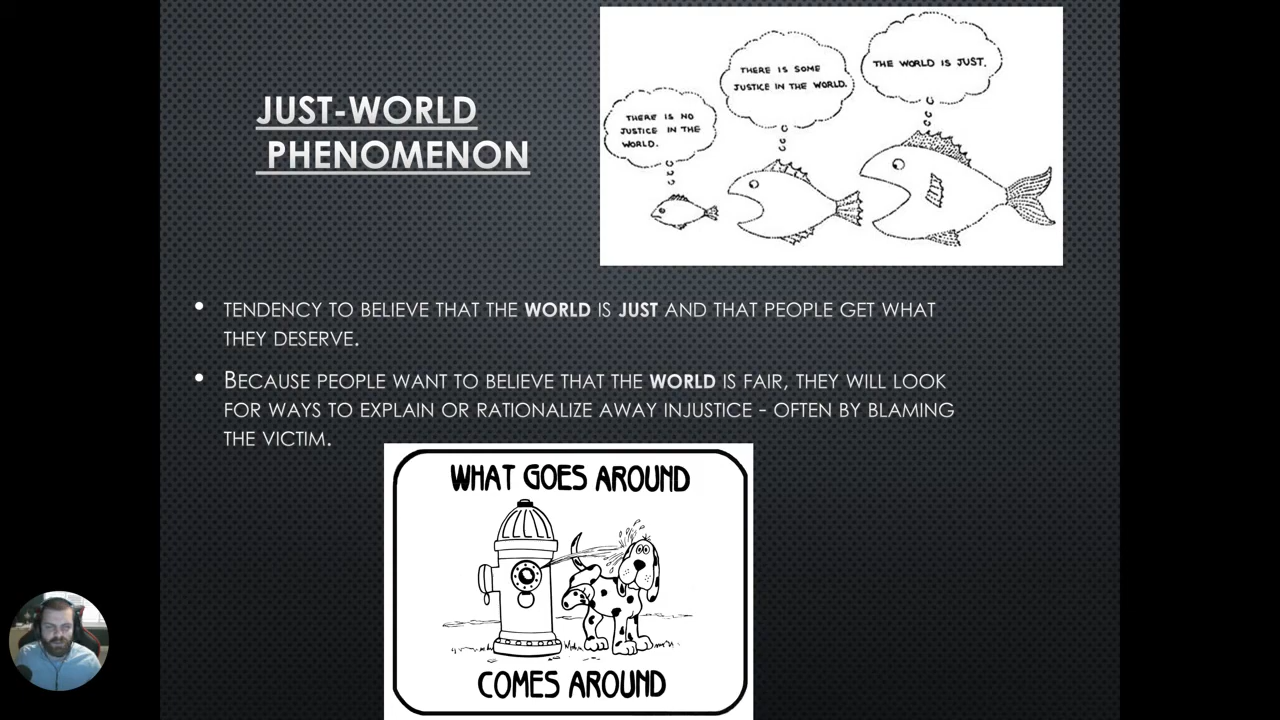 JUST-WORLD
PHENOMENON
THERE IS NO
JUSTICE IN THE
WORLD.
THERE IS SOME
JUSTICE IN THE WORLD.
THE WORLD IS JUST.
• TENDENCY TO BELIEVE THAT THE WORLD IS JUST AND THAT PEOPLE GET WHAT
THEY DESERVE.
• BECAUSE PEOPLE WANT TO BELIEVE THAT THE WORLD IS FAIR, THEY WILL LOOK
FOR WAYS TO EXPLAIN OR RATIONALIZE AWAY INJUSTICE - OFTEN BY BLAMING
THE VICTIM.
WHAT GOES AROUND
COMES AROUND